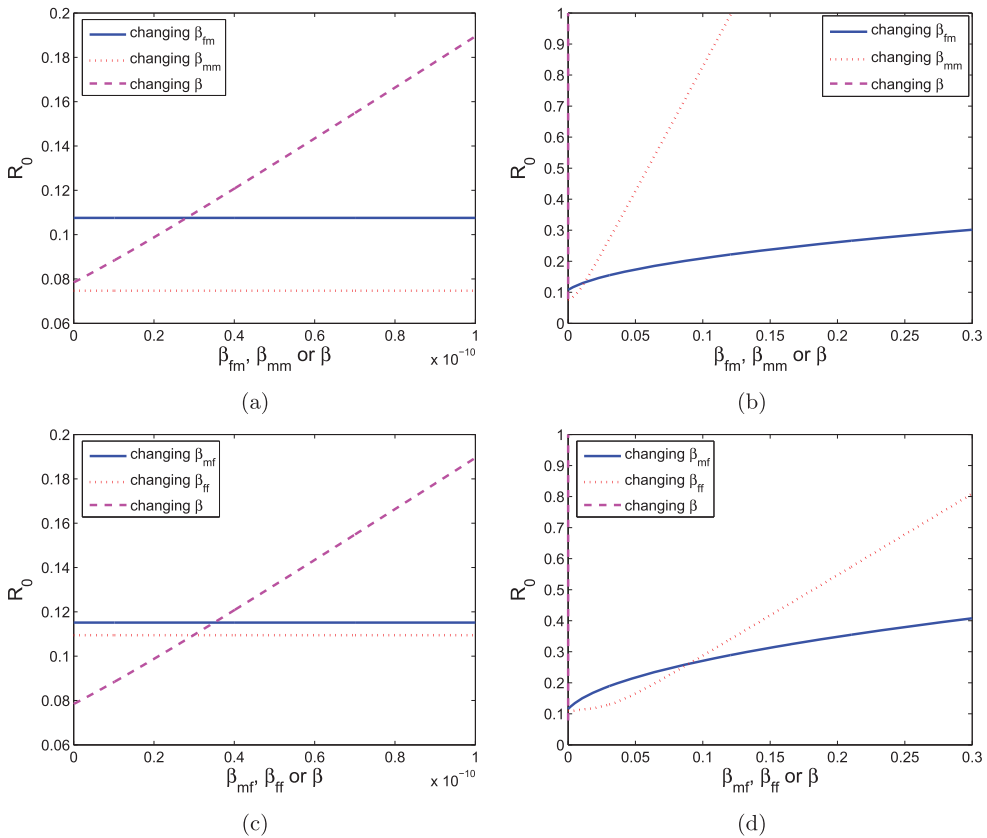 0.2
0.18
0.16
0.14
0.12
0.1
0.08
0.06
R0
changing βfm
changing βmm
changing β
0
0.2
0.4
0.6
0.8
1
x 10−10
βfm, βmm or β
(a)
1
0.9
0.8
0.7
0.6
0.5
0.4
0.3
0.2
0.1
0
R0
changing βfm
changing βmm
changing β
0
0.05
0.1
0.15
0.2
0.25
0.3
βfm, βmm or β
(b)
0.2
0.18
0.16
0.14
0.12
0.1
0.08
0.06
R0
changing βmf
changing βff
changing β
0
0.2
0.4
0.6
0.8
1
x 10−10
βmf, βff or β
(c)
1
0.9
0.8
0.7
0.6
0.5
0.4
0.3
0.2
0.1
0
R0
changing βmf
changing βff
changing β
0
0.05
0.1
0.15
0.2
0.25
0.3
βmf, βff or β
(d)